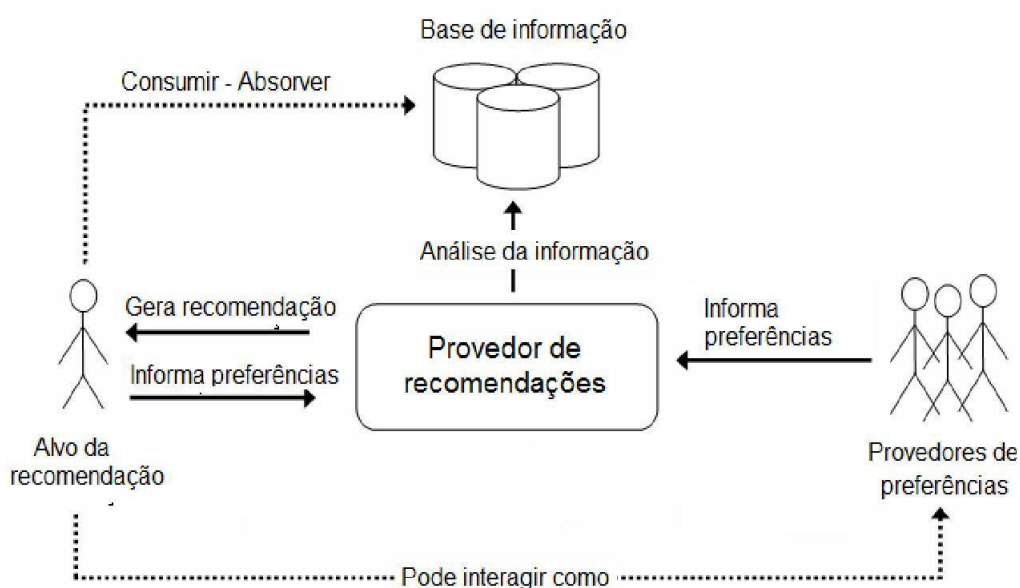 Base de informação
Consumir - Absorver
Análise da informação
Gera recomendação
Informa preferências
Provedor de
recomendações
Informa
preferências
Alvo da
recomendação
Provedores de
preferências
Pode interagir como